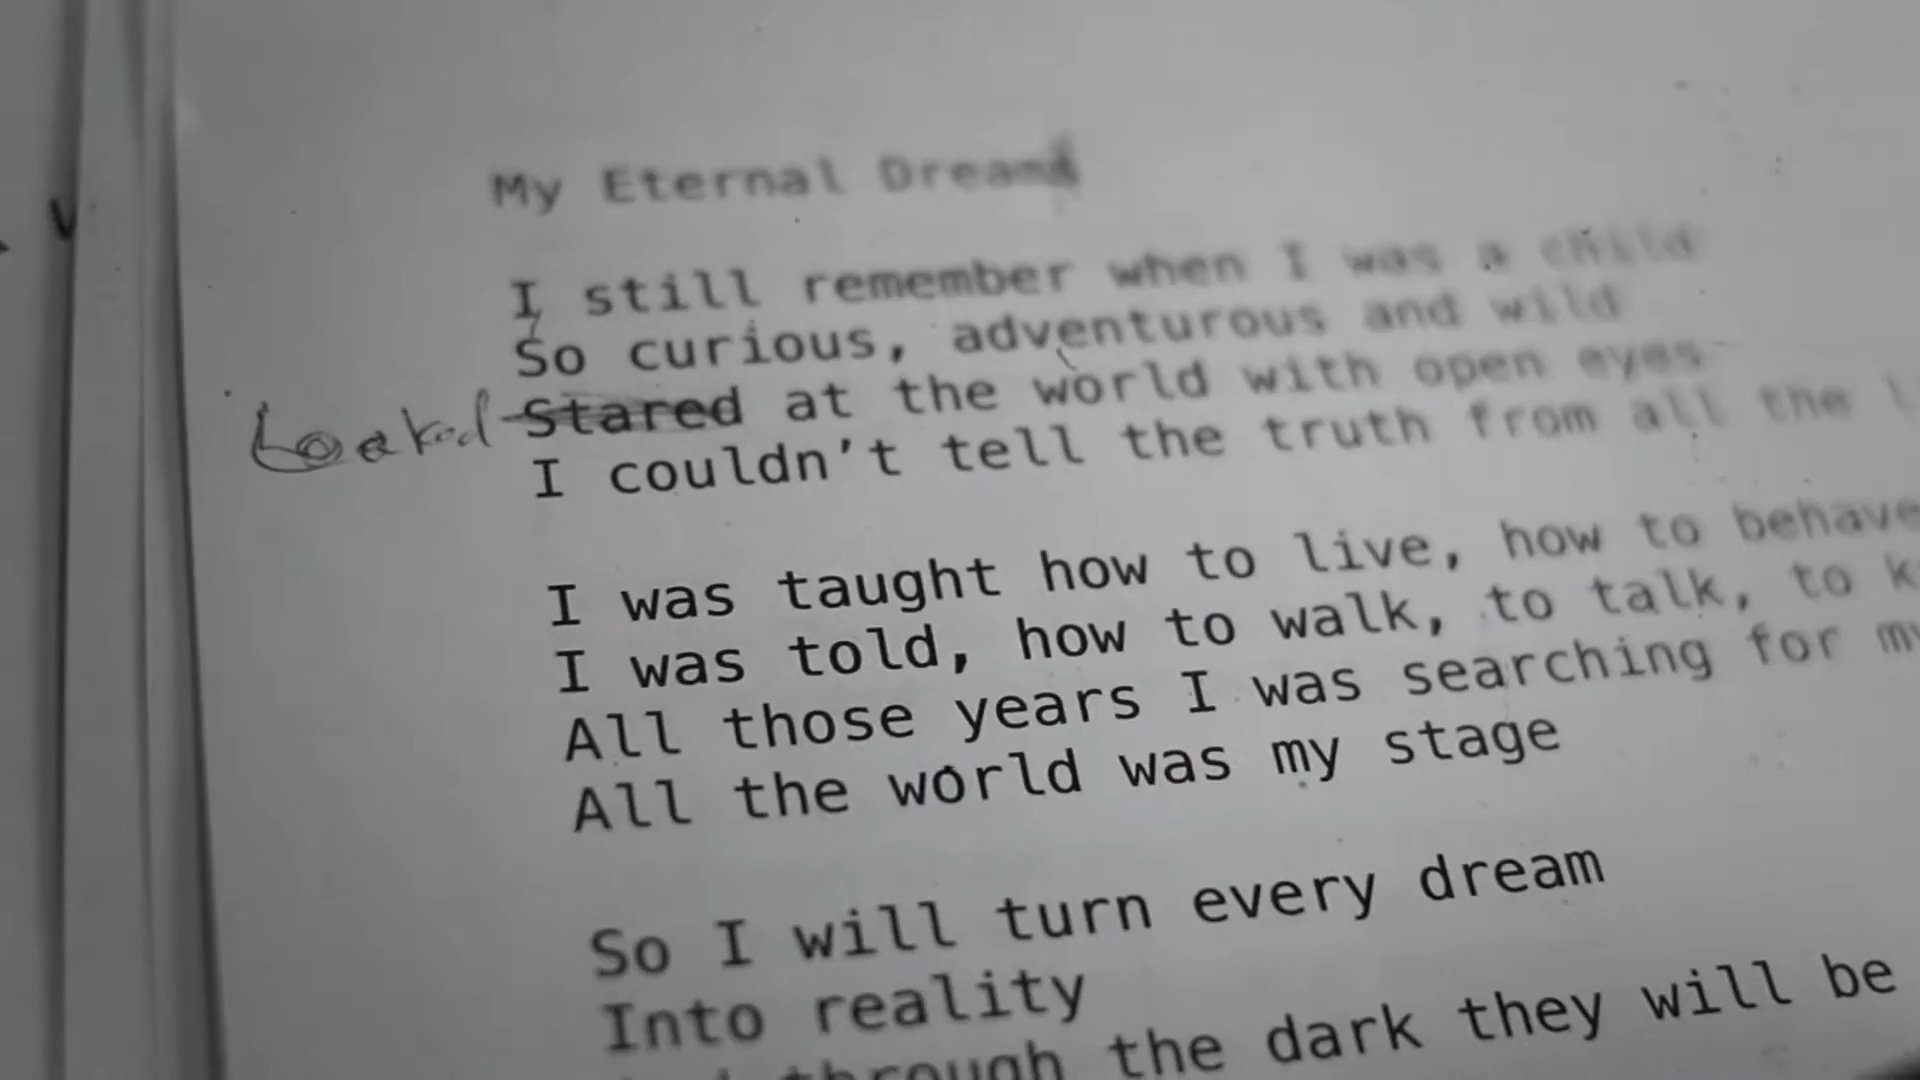 My Eternal Dream
I still remember when I was a child
So curious, adventurous and wild
Looked Stared at the world with open eyes
I couldn't tell the truth from all the
I was taught how to live, how to behave
I was told, how to walk, to talk, to
All those years I was searching for my
All the world was my stage
So I will turn every dream
Into reality
through the dark they will be